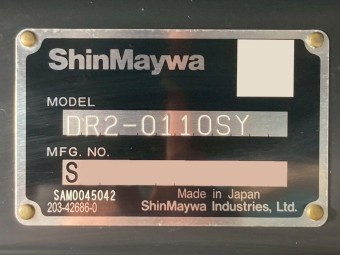 ShinMaywa
MODEL
DR2-0110SY
MFG. NO.
S
SAM0045042
203-42686-0
Made in Japan
ShinMaywa Industries, Ltd.